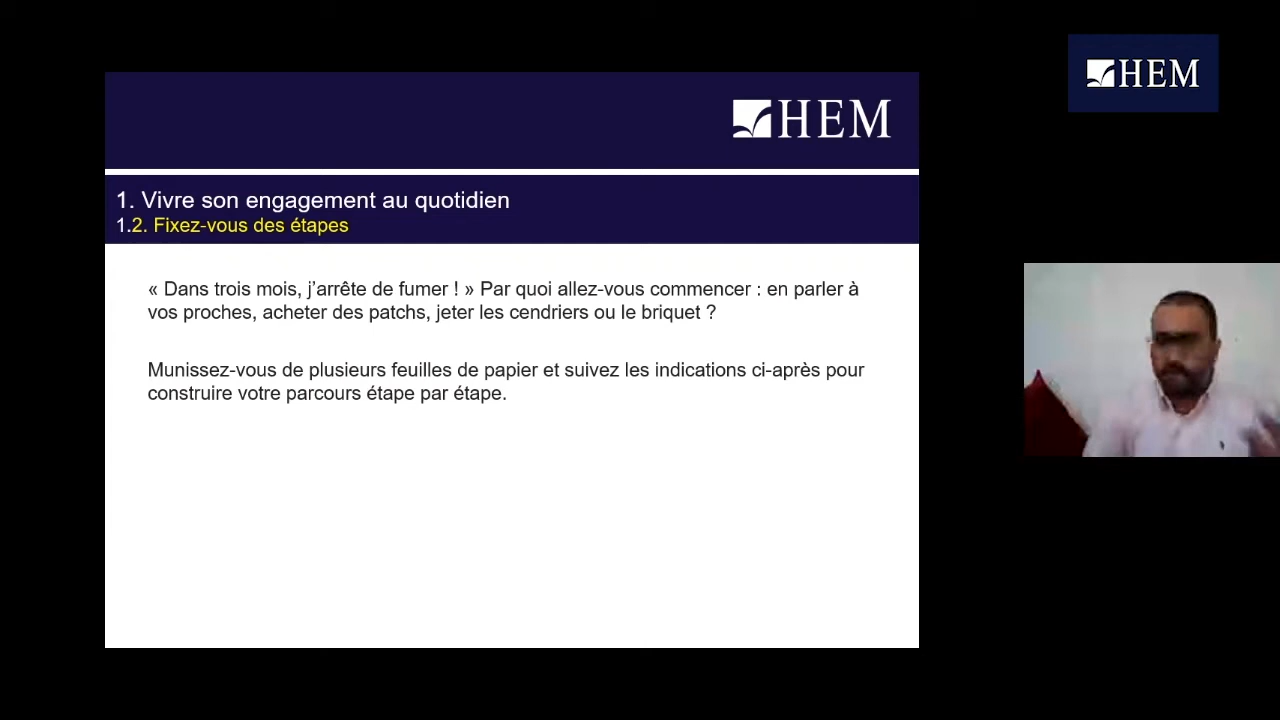 HEM
HEM
1. Vivre son engagement au quotidien
1.2. Fixez-vous des étapes
« Dans trois mois, j’arrête de fumer ! » Par quoi allez-vous commencer : en parler à
vos proches, acheter des patchs, jeter les cendriers ou le briquet ?
Munissez-vous de plusieurs feuilles de papier et suivez les indications ci-après pour
construire votre parcours étape par étape.